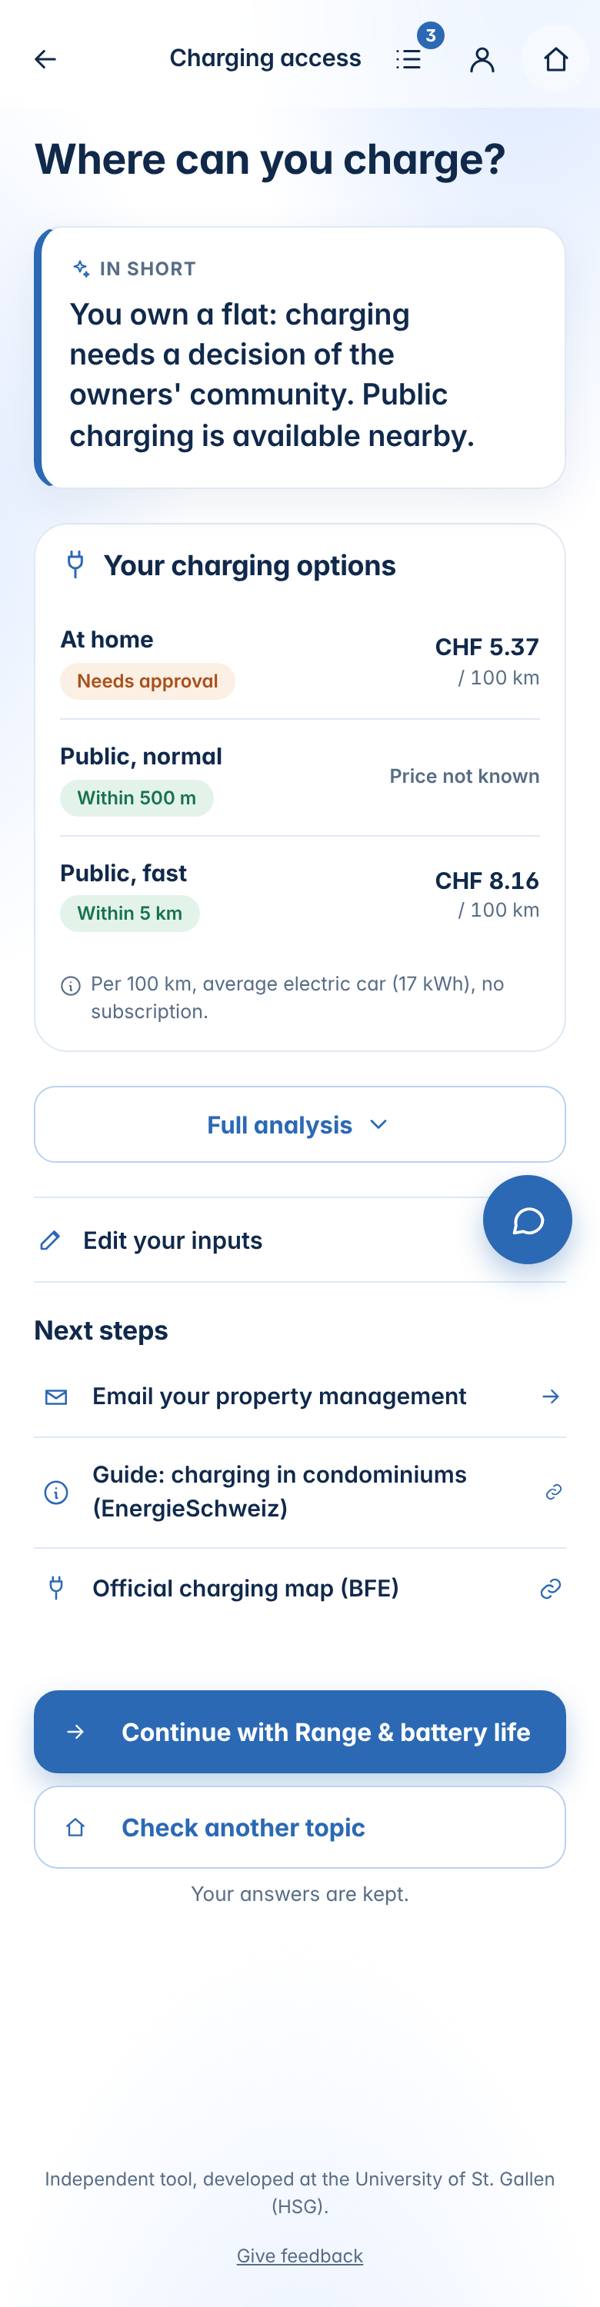 Charging access
3
Where can you charge?
IN SHORT
You own a flat: charging
needs a decision of the
owners' community. Public
charging is available nearby.
Your charging options
At home
CHF 5.37
Needs approval
/ 100 km
Public, normal
Price not known
Within 500 m
Public, fast
CHF 8.16
Within 5 km
/ 100 km
Per 100 km, average electric car (17 kWh), no
subscription.
Full analysis
Edit your inputs
Next steps
Email your property management
Guide: charging in condominiums
(EnergieSchweiz)
Official charging map (BFE)
Continue with Range & battery life
Check another topic
Your answers are kept.
Independent tool, developed at the University of St. Gallen
(HSG).
Give feedback